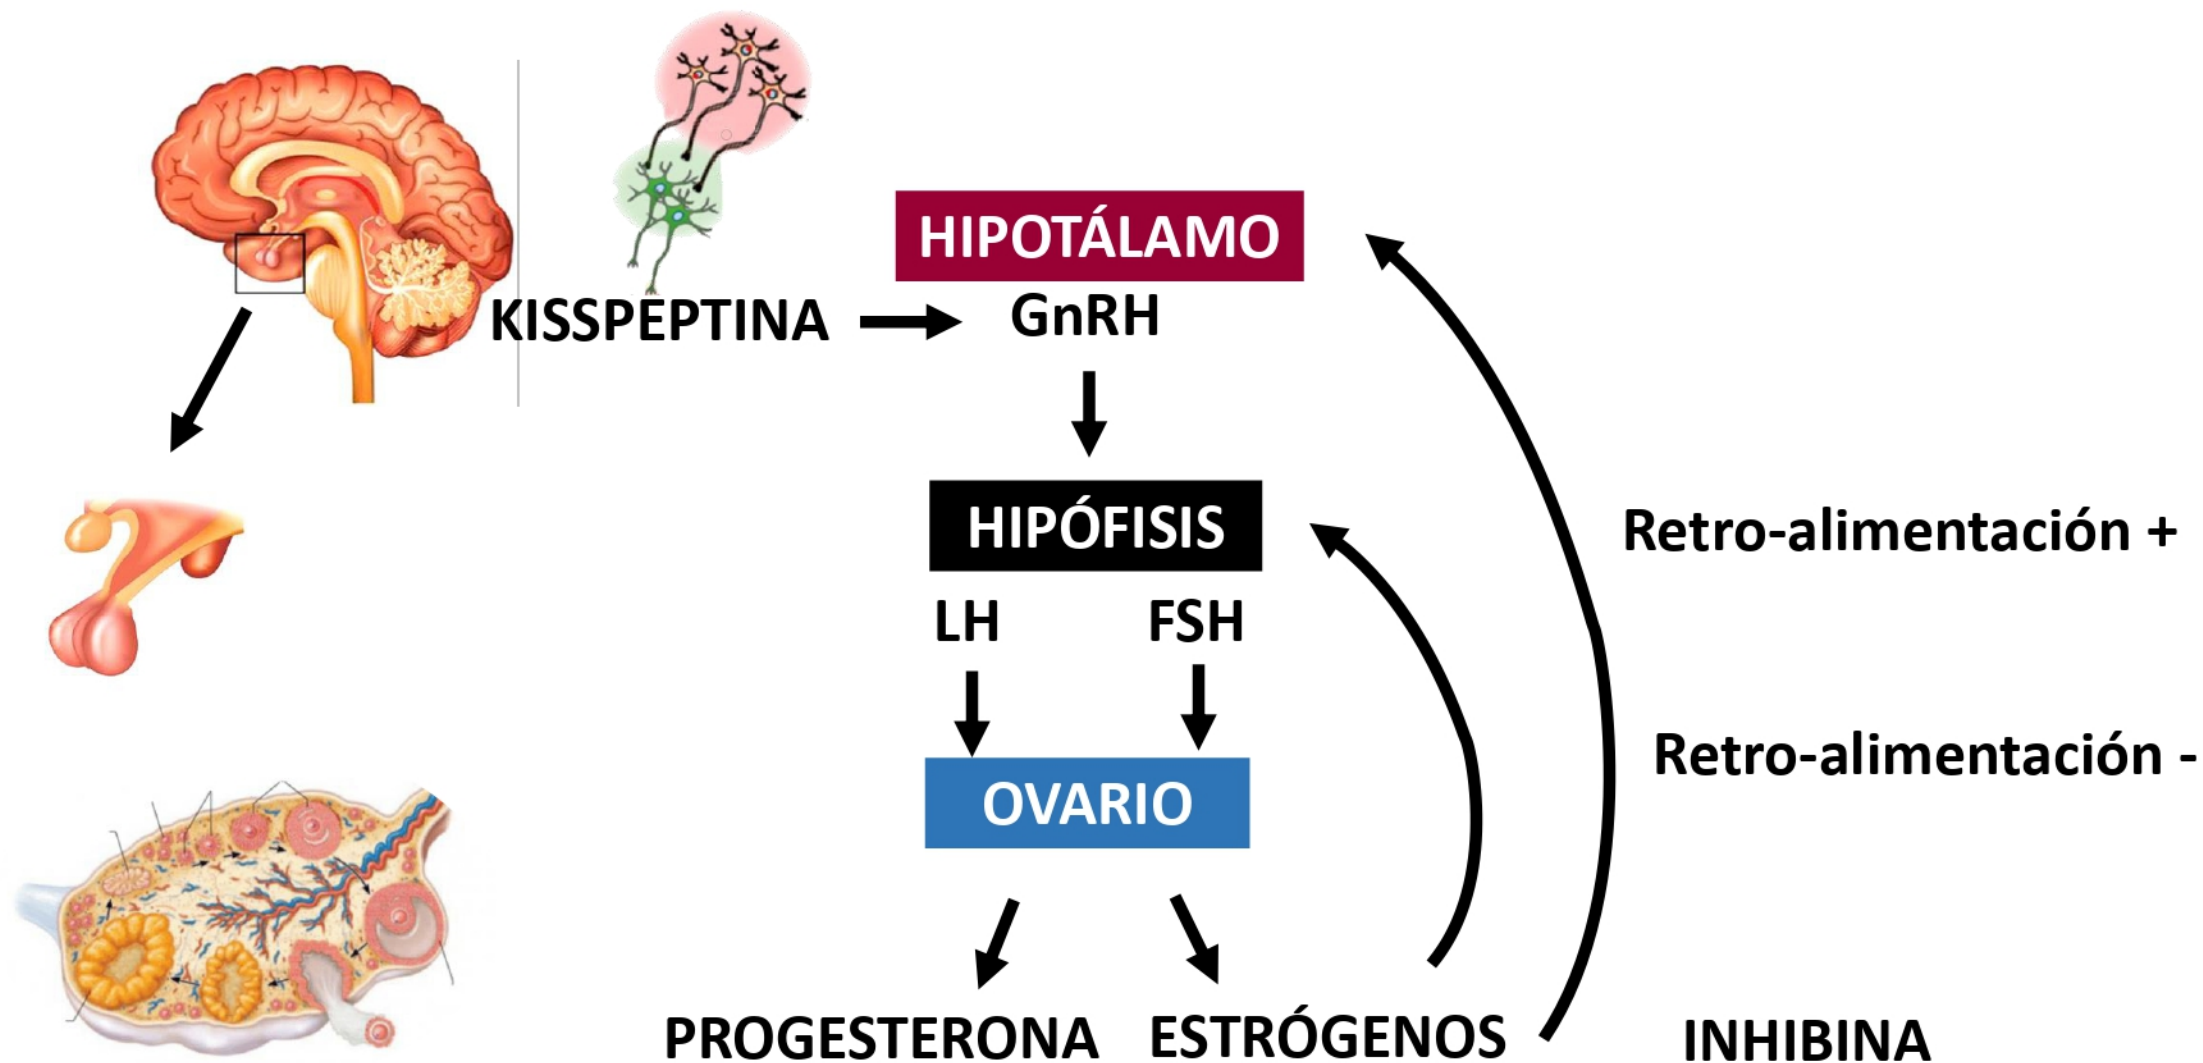 HIPOTÁLAMO
KISSPEPTINA
GnRH
HIPÓFISIS
Retro-alimentación +
LH
FSH
Retro-alimentación -
OVARIO
PROGESTERONA
ESTRÓGENOS
INHIBINA